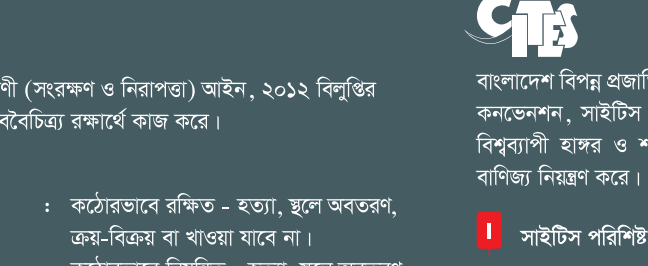 ণী (সংরক্ষণ ও নিরাপত্তা) আইন, ২০১২ বিলুপ্তির
বৈচিত্র্য রক্ষার্থে কাজ করে।
: কঠোরভাবে রক্ষিত - হত্যা, স্থলে অবতরণ,
ক্রয়-বিক্রয় বা খাওয়া যাবে না।
CITES
বাংলাদেশ বিপন্ন
কনভেনশন, সাইটিস
বিশ্বব্যাপী হাঙ্গর ও
বাণিজ্য নিয়ন্ত্রণ করে।
I সাইটিস পরিশিষ্ট